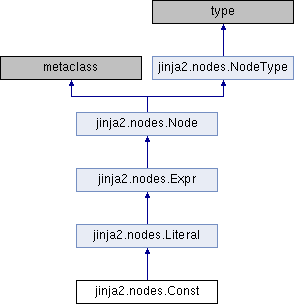 type
metaclass
jinja2.nodes.NodeType
jinja2.nodes.Node
jinja2.nodes.Expr
jinja2.nodes.Literal
jinja2.nodes.Const